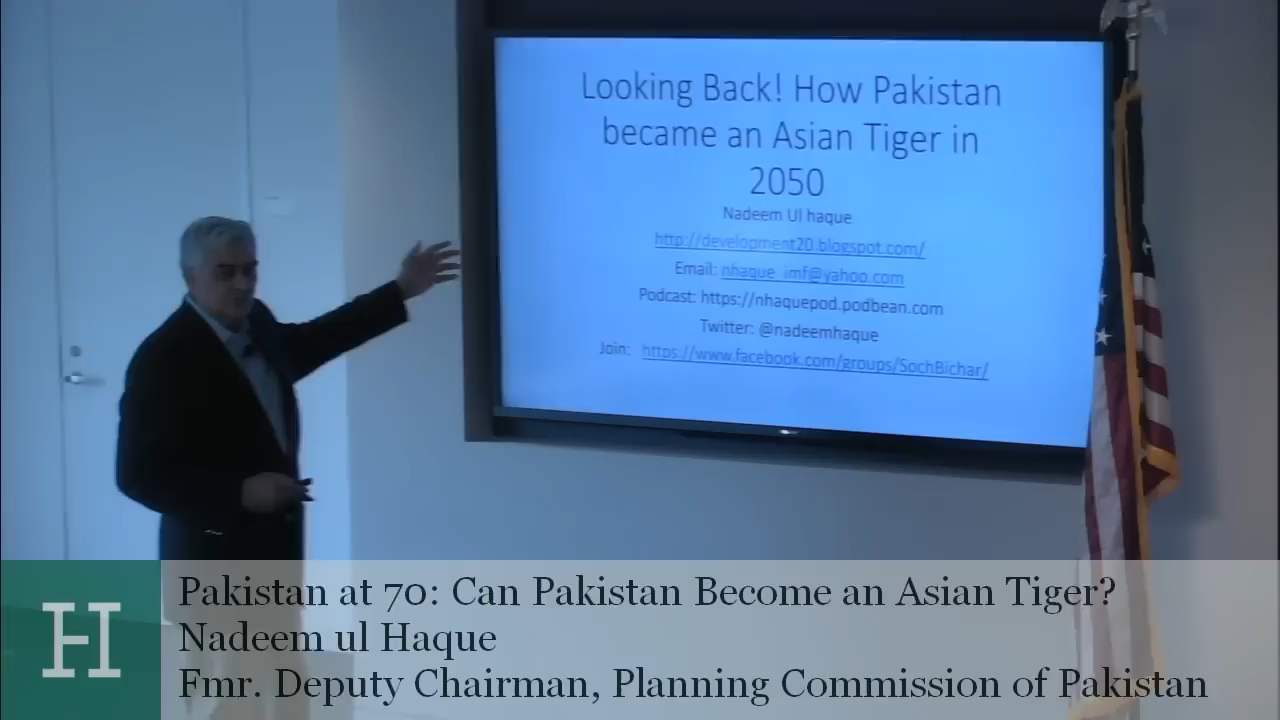 Looking Back! How Pakistan
became an Asian Tiger in
2050
Nadeem Ul haque
http://development20.blogspot.com/
Email: nhaque_imf@yahoo.com
Podcast: https://nhaquepod.podbean.com
Twitter: @nadeemhaque
Join: https://www.facebook.com/groups/SochBichar/
H
Pakistan at 70: Can Pakistan Become an Asian Tiger?
Nadeem ul Haque
Fmr. Deputy Chairman, Planning Commission of Pakistan